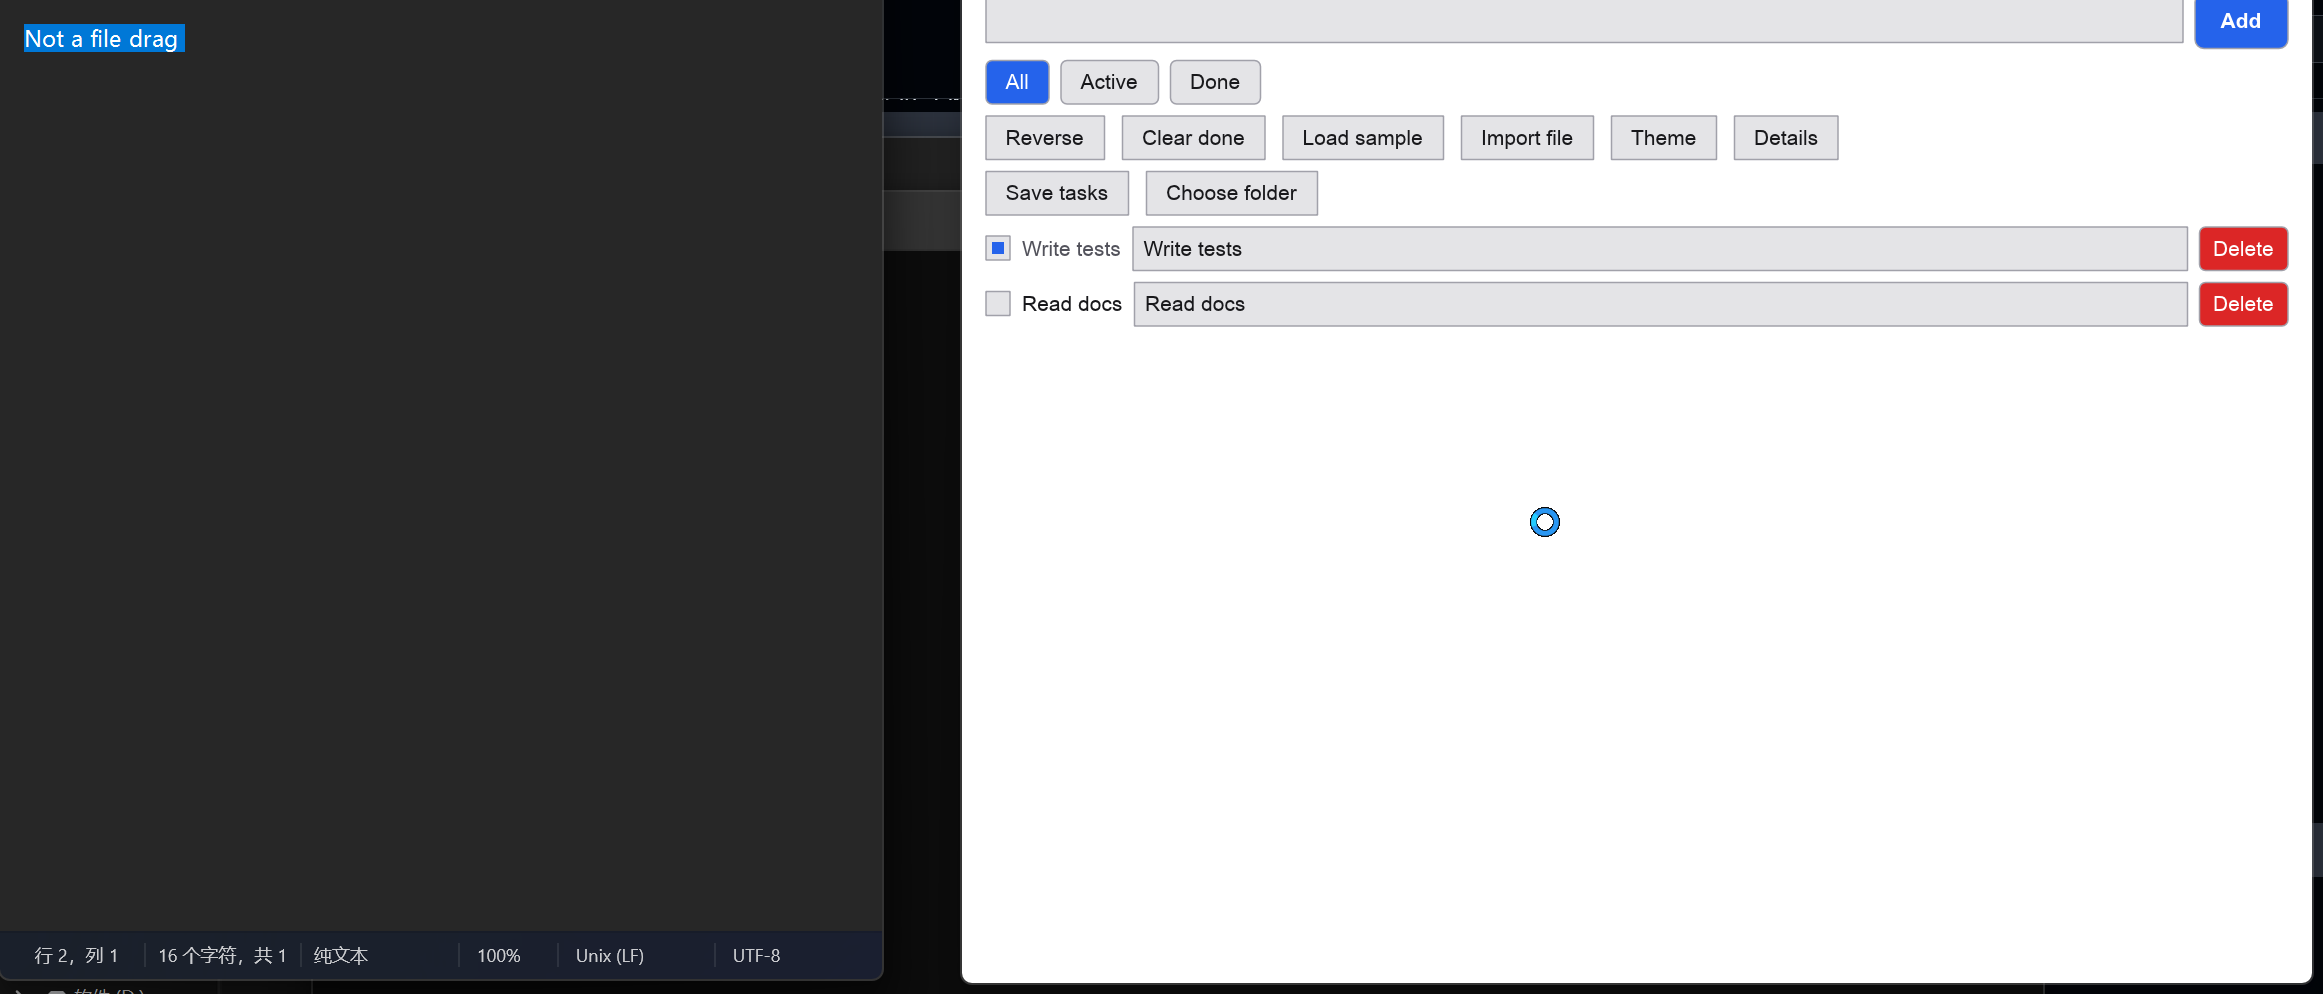 Not a file drag
行 2，列 1 16 个字符，共 1 纯文本 100% Unix (LF) UTF-8
软件 (D:)
Add
All Active Done
Reverse Clear done Load sample Import file Theme Details
Save tasks Choose folder
Write tests Write tests Delete
Read docs Read docs Delete